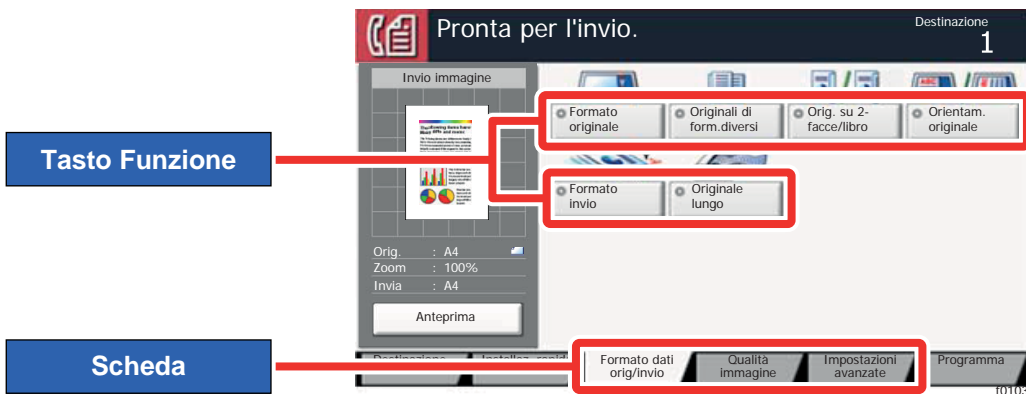 Pronta per l'invio.
Destinazione
1
Invio immagine
Tasto Funzione
Formato
originale
Originali di
form.diversi
Orig. su 2-
facce/libro
Orientam.
originale
Formato
invio
Originale
lungo
Orig. : A4
Zoom : 100%
Invia : A4
Anteprima
Scheda
Destinazione
Formato dati
orig/invio
Qualità
immagine
Impostazioni
avanzate
Programma
f0103